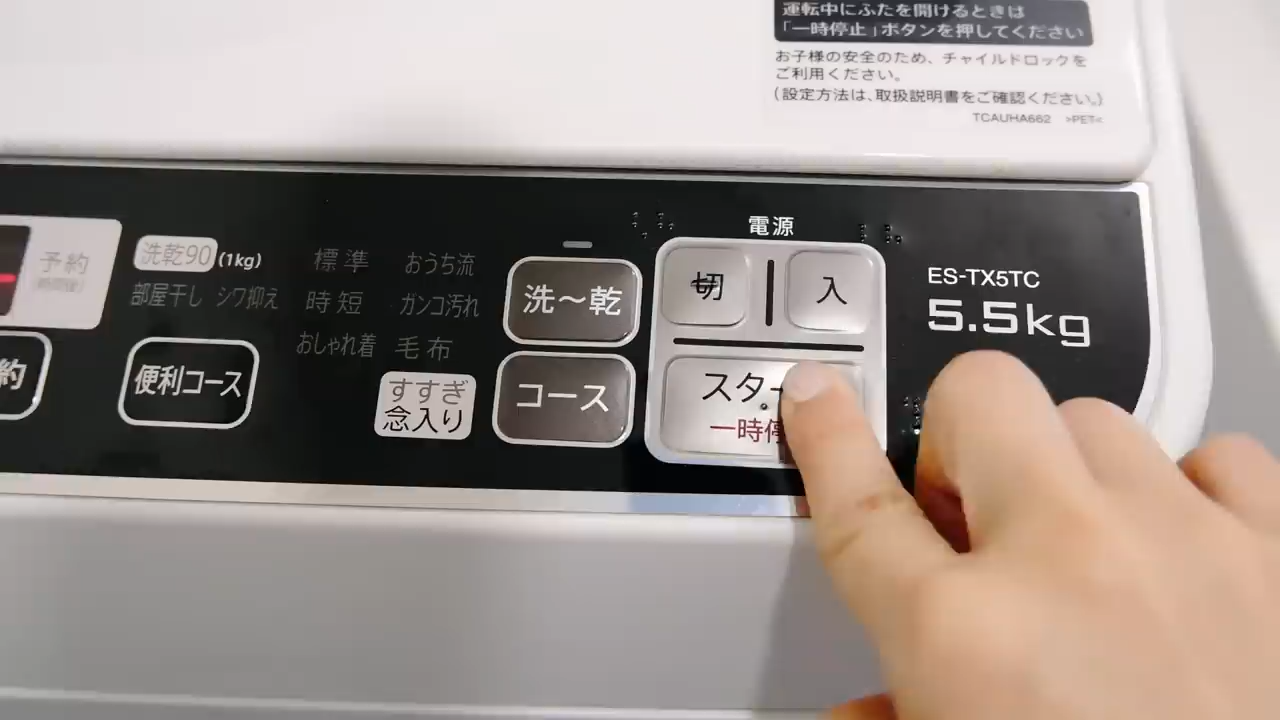 運転中にふたを開けるときは
「一時停止」ボタンを押してください
お子様の安全のため、チャイルドロックを
ご利用ください。
(設定方法は、取扱説明書をご確認ください。)
TCAUHA662 >PET<
電源
切 入
スター
一時停
ES-TX5TC
5.5kg
予約
洗乾90 (1kg)
部屋干し シワ抑え
標準 おうち流
時短 ガンコ汚れ
おしゃれ着 毛布
洗〜乾
約
便利コース
すすぎ
念入り
コース